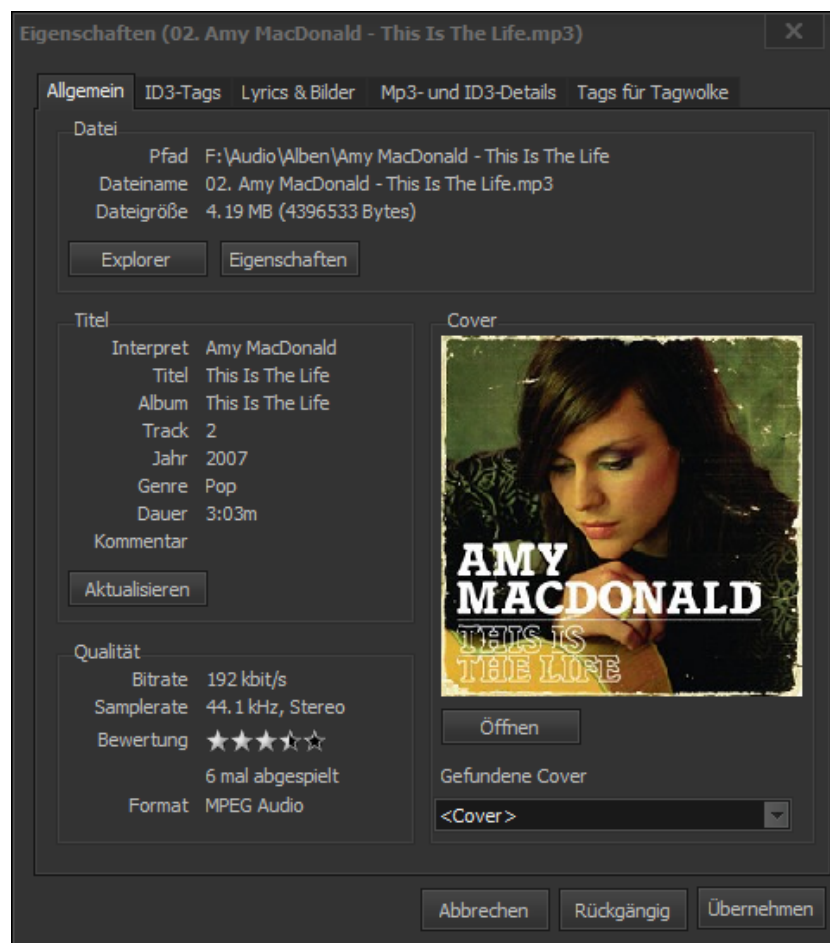 Eigenschaften (02. Amy MacDonald - This Is The Life.mp3)
X
Allgemein ID3-Tags Lyrics & Bilder Mp3- und ID3-Details Tags für Tagwolke
Datei
Pfad F:\Audio\Alben\Amy MacDonald - This Is The Life
Dateiname 02. Amy MacDonald - This Is The Life.mp3
Dateigröße 4.19 MB (4396533 Bytes)
Explorer Eigenschaften
Titel
Interpret Amy MacDonald
Titel This Is The Life
Album This Is The Life
Track 2
Jahr 2007
Genre Pop
Dauer 3:03m
Kommentar
Aktualisieren
Qualität
Bitrate 192 kbit/s
Samplerate 44.1 kHz, Stereo
Bewertung
6 mal abgespielt
Format MPEG Audio
Cover
AMY
MACDONALD
THIS IS
THE LIFE
Öffnen
Gefundene Cover
<Cover>
Abbrechen Rückgängig Übernehmen